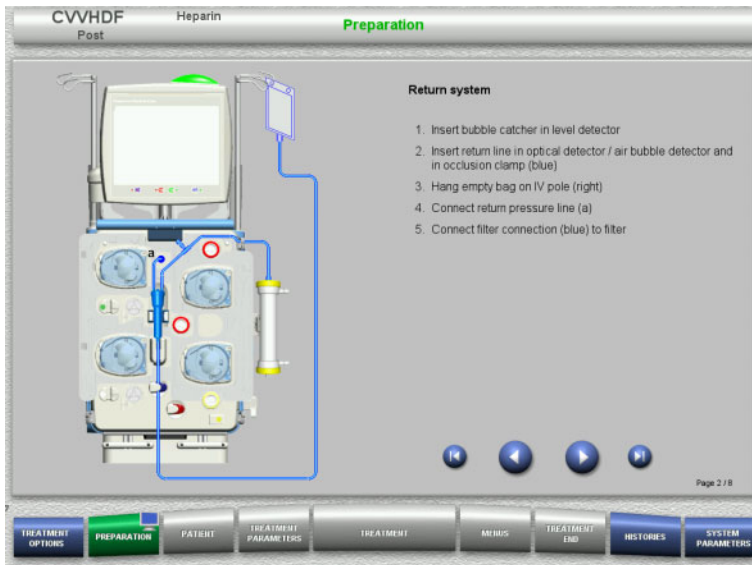 CVVHDF
Post
Heparin
Preparation
Return system
1. Insert bubble catcher in level detector
2. Insert return line in optical detector / air bubble detector and
in occlusion clamp (blue)
3. Hang empty bag on IV pole (right)
4. Connect return pressure line (a)
5. Connect filter connection (blue) to filter
a
Page 2 / 8
TREATMENT
OPTIONS
PREPARATION
PATIENT
TREATMENT
PARAMETERS
TREATMENT
MENUS
TREATMENT
END
HISTORIES
SYSTEM
PARAMETERS